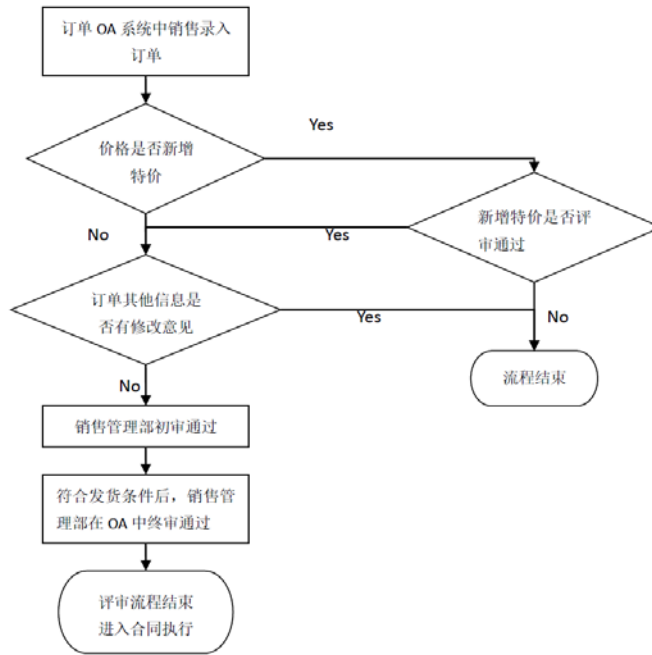 订单 OA 系统中销售录入
订单
Yes
价格是否新增
特价
新增特价是否评
审通过
No
Yes
订单其他信息是
否有修改意见
Yes
No
流程结束
No
销售管理部初审通过
符合发货条件后，销售管
理部在 OA 中终审通过
评审流程结束
进入合同执行